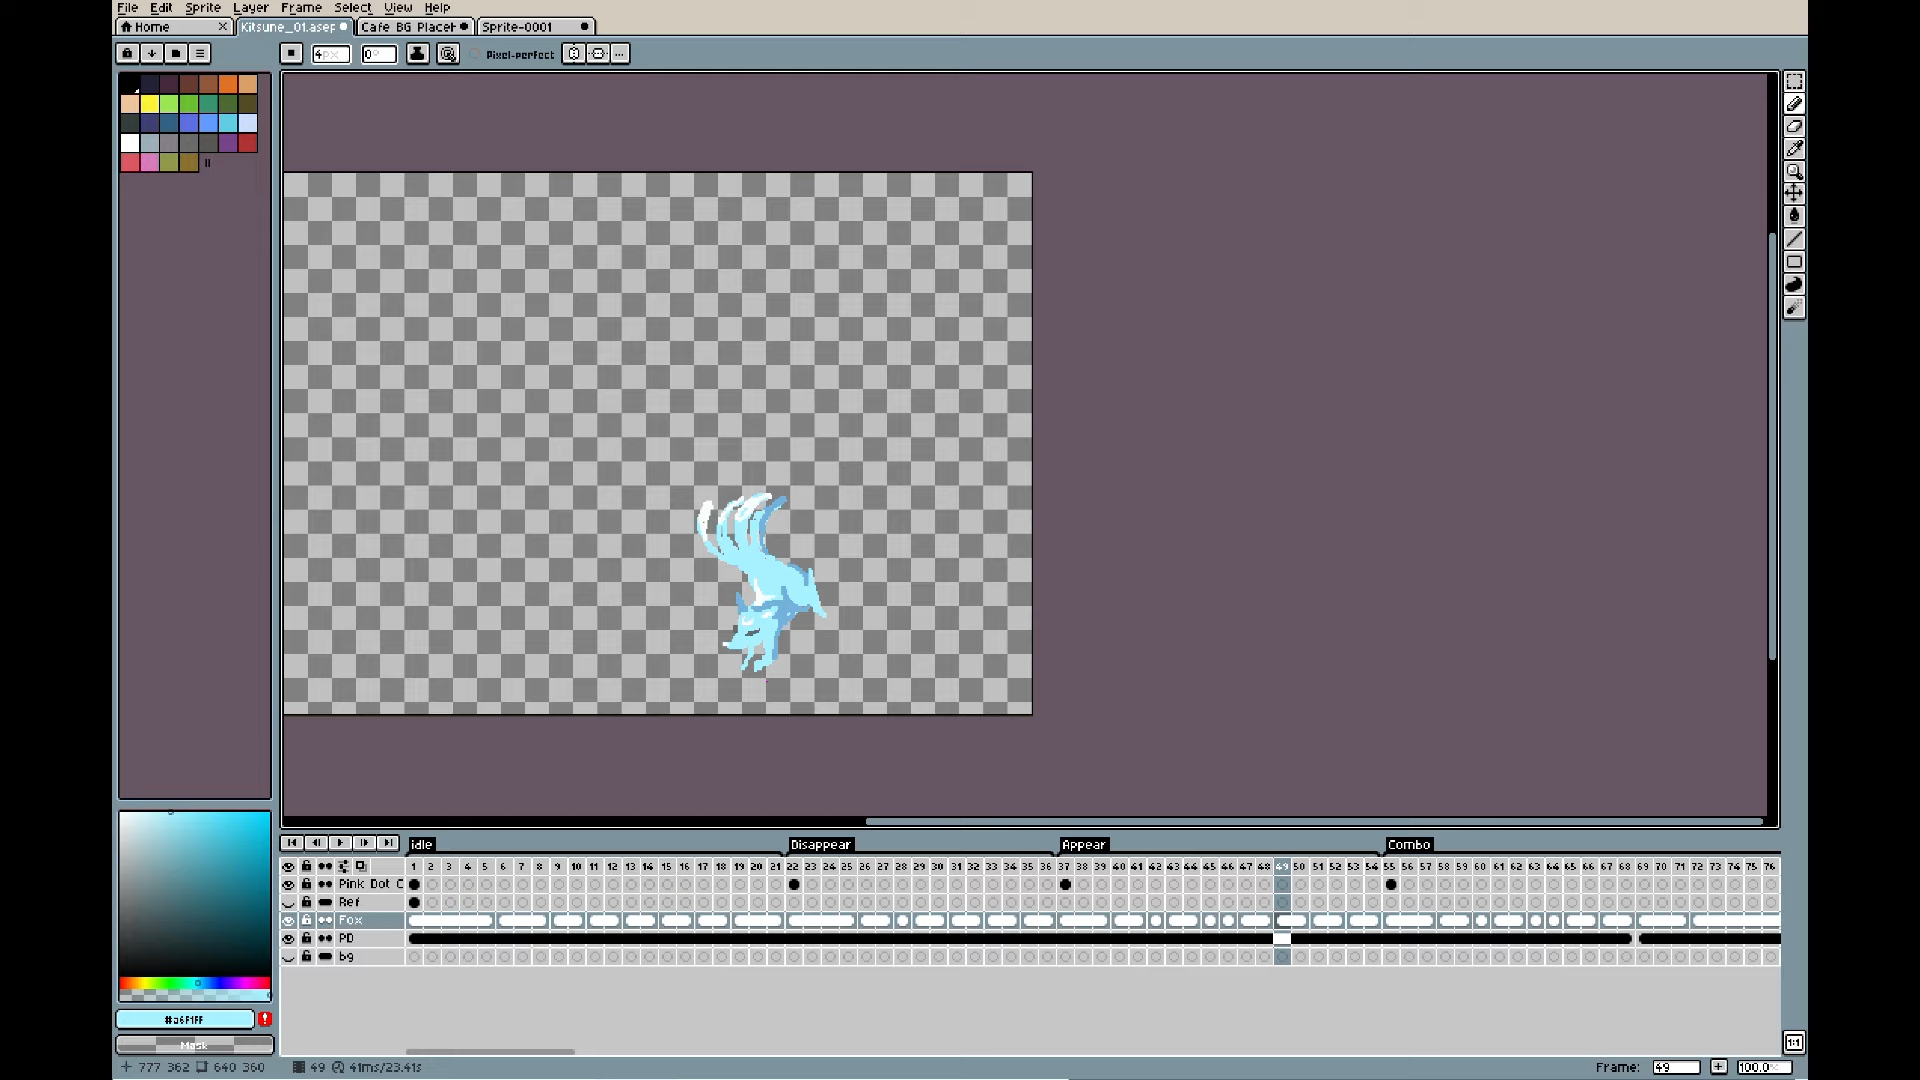 File Edit Sprite Layer Frame Select View Help
Home Kitsune_01.asep Cafe BG Placeh Sprite-0001
4px 0° Pixel-perfect
idle Disappear Appear Combo
1 2 3 4 5 6 7 8 9 10 11 12 13 14 15 16 17 18 19 20 21 22 23 24 25 26 27 28 29 30 31 32 33 34 35 36 37 38 39 40 41 42 43 44 45 46 47 48 49 50 51 52 53 54 55 56 57 58 59 60 61 62 63 64 65 66 67 68 69 70 71 72 73 74 75 76
Pink Dot C
Ref
Fox
PD
bg
#a6F1FF
Mask
777 362 640 360 49 41ms/23.41s Frame: 49 100.0
1:1